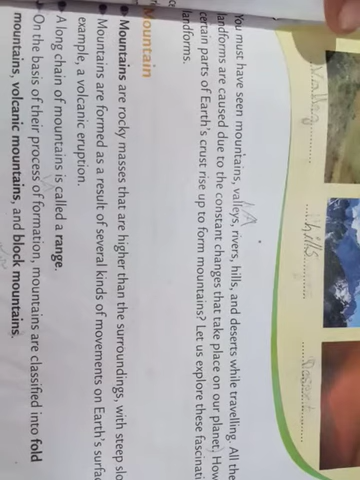 Valley
hills
Desert
You must have seen mountains, valleys, rivers, hills, and deserts while travelling. All the
landforms are caused due to the constant changes that take place on our planet. How
certain parts of Earth's crust rise up to form mountains? Let us explore these fascinati
landforms.
Mountain
• Mountains are rocky masses that are higher than the surroundings, with steep slo
• Mountains are formed as a result of several kinds of movements on Earth's surfac
example, a volcanic eruption.
• A long chain of mountains is called a range.
On the basis of their process of formation, mountains are classified into fold
mountains, volcanic mountains, and block mountains.